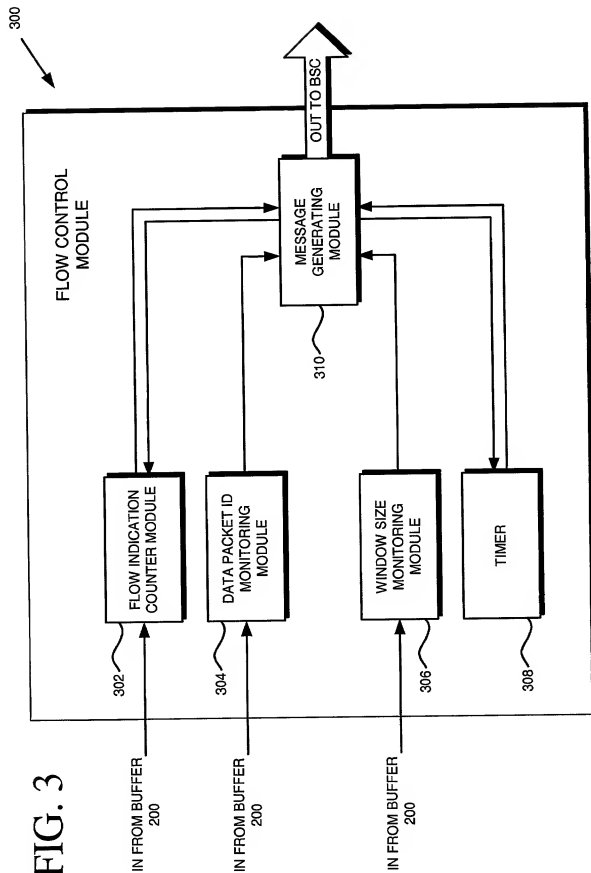 FIG. 3
300
FLOW CONTROL
MODULE
IN FROM BUFFER
200
302
FLOW INDICATION
COUNTER MODULE
IN FROM BUFFER
200
304
DATA PACKET ID
MONITORING
MODULE
IN FROM BUFFER
200
306
WINDOW SIZE
MONITORING
MODULE
308
TIMER
310
MESSAGE
GENERATING
MODULE
OUT TO BSC